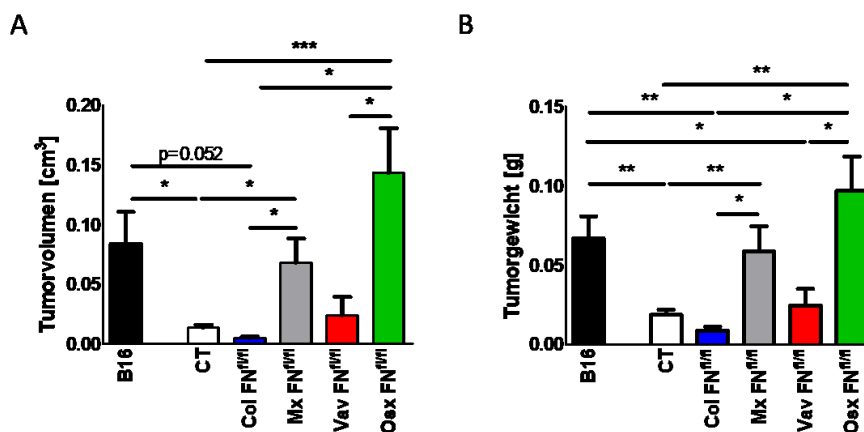 A
Tumorvolumen [cm³]
0.20
0.15
0.10
0.05
0.00
***
*
*
p=0.052
*
*
*
B16
CT
Col FNfl/fl
Mx FNfl/fl
Vav FNfl/fl
Osx FNfl/fl
B
Tumorgewicht [g]
0.15
0.10
0.05
0.00
**
**
*
*
*
**
**
*
B16
CT
Col FNfl/fl
Mx FNfl/fl
Vav FNfl/fl
Osx FNfl/fl